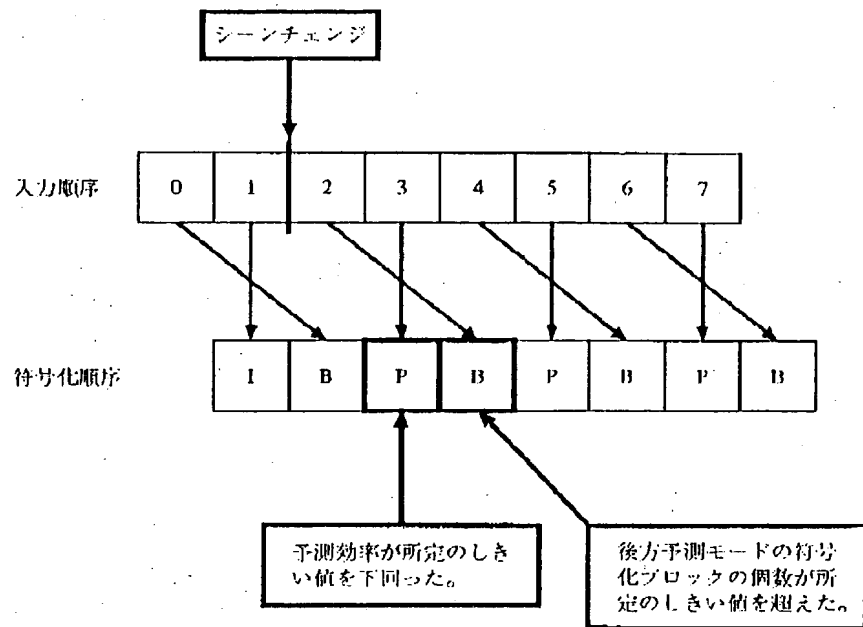 シーンチェンジ
入力順序 0 1 2 3 4 5 6 7
符号化順序 I B P B P B P B
予測効率が所定のしき
い値を下回った。
後方予測モードの符号
化ブロックの個数が所
定のしきい値を超えた。